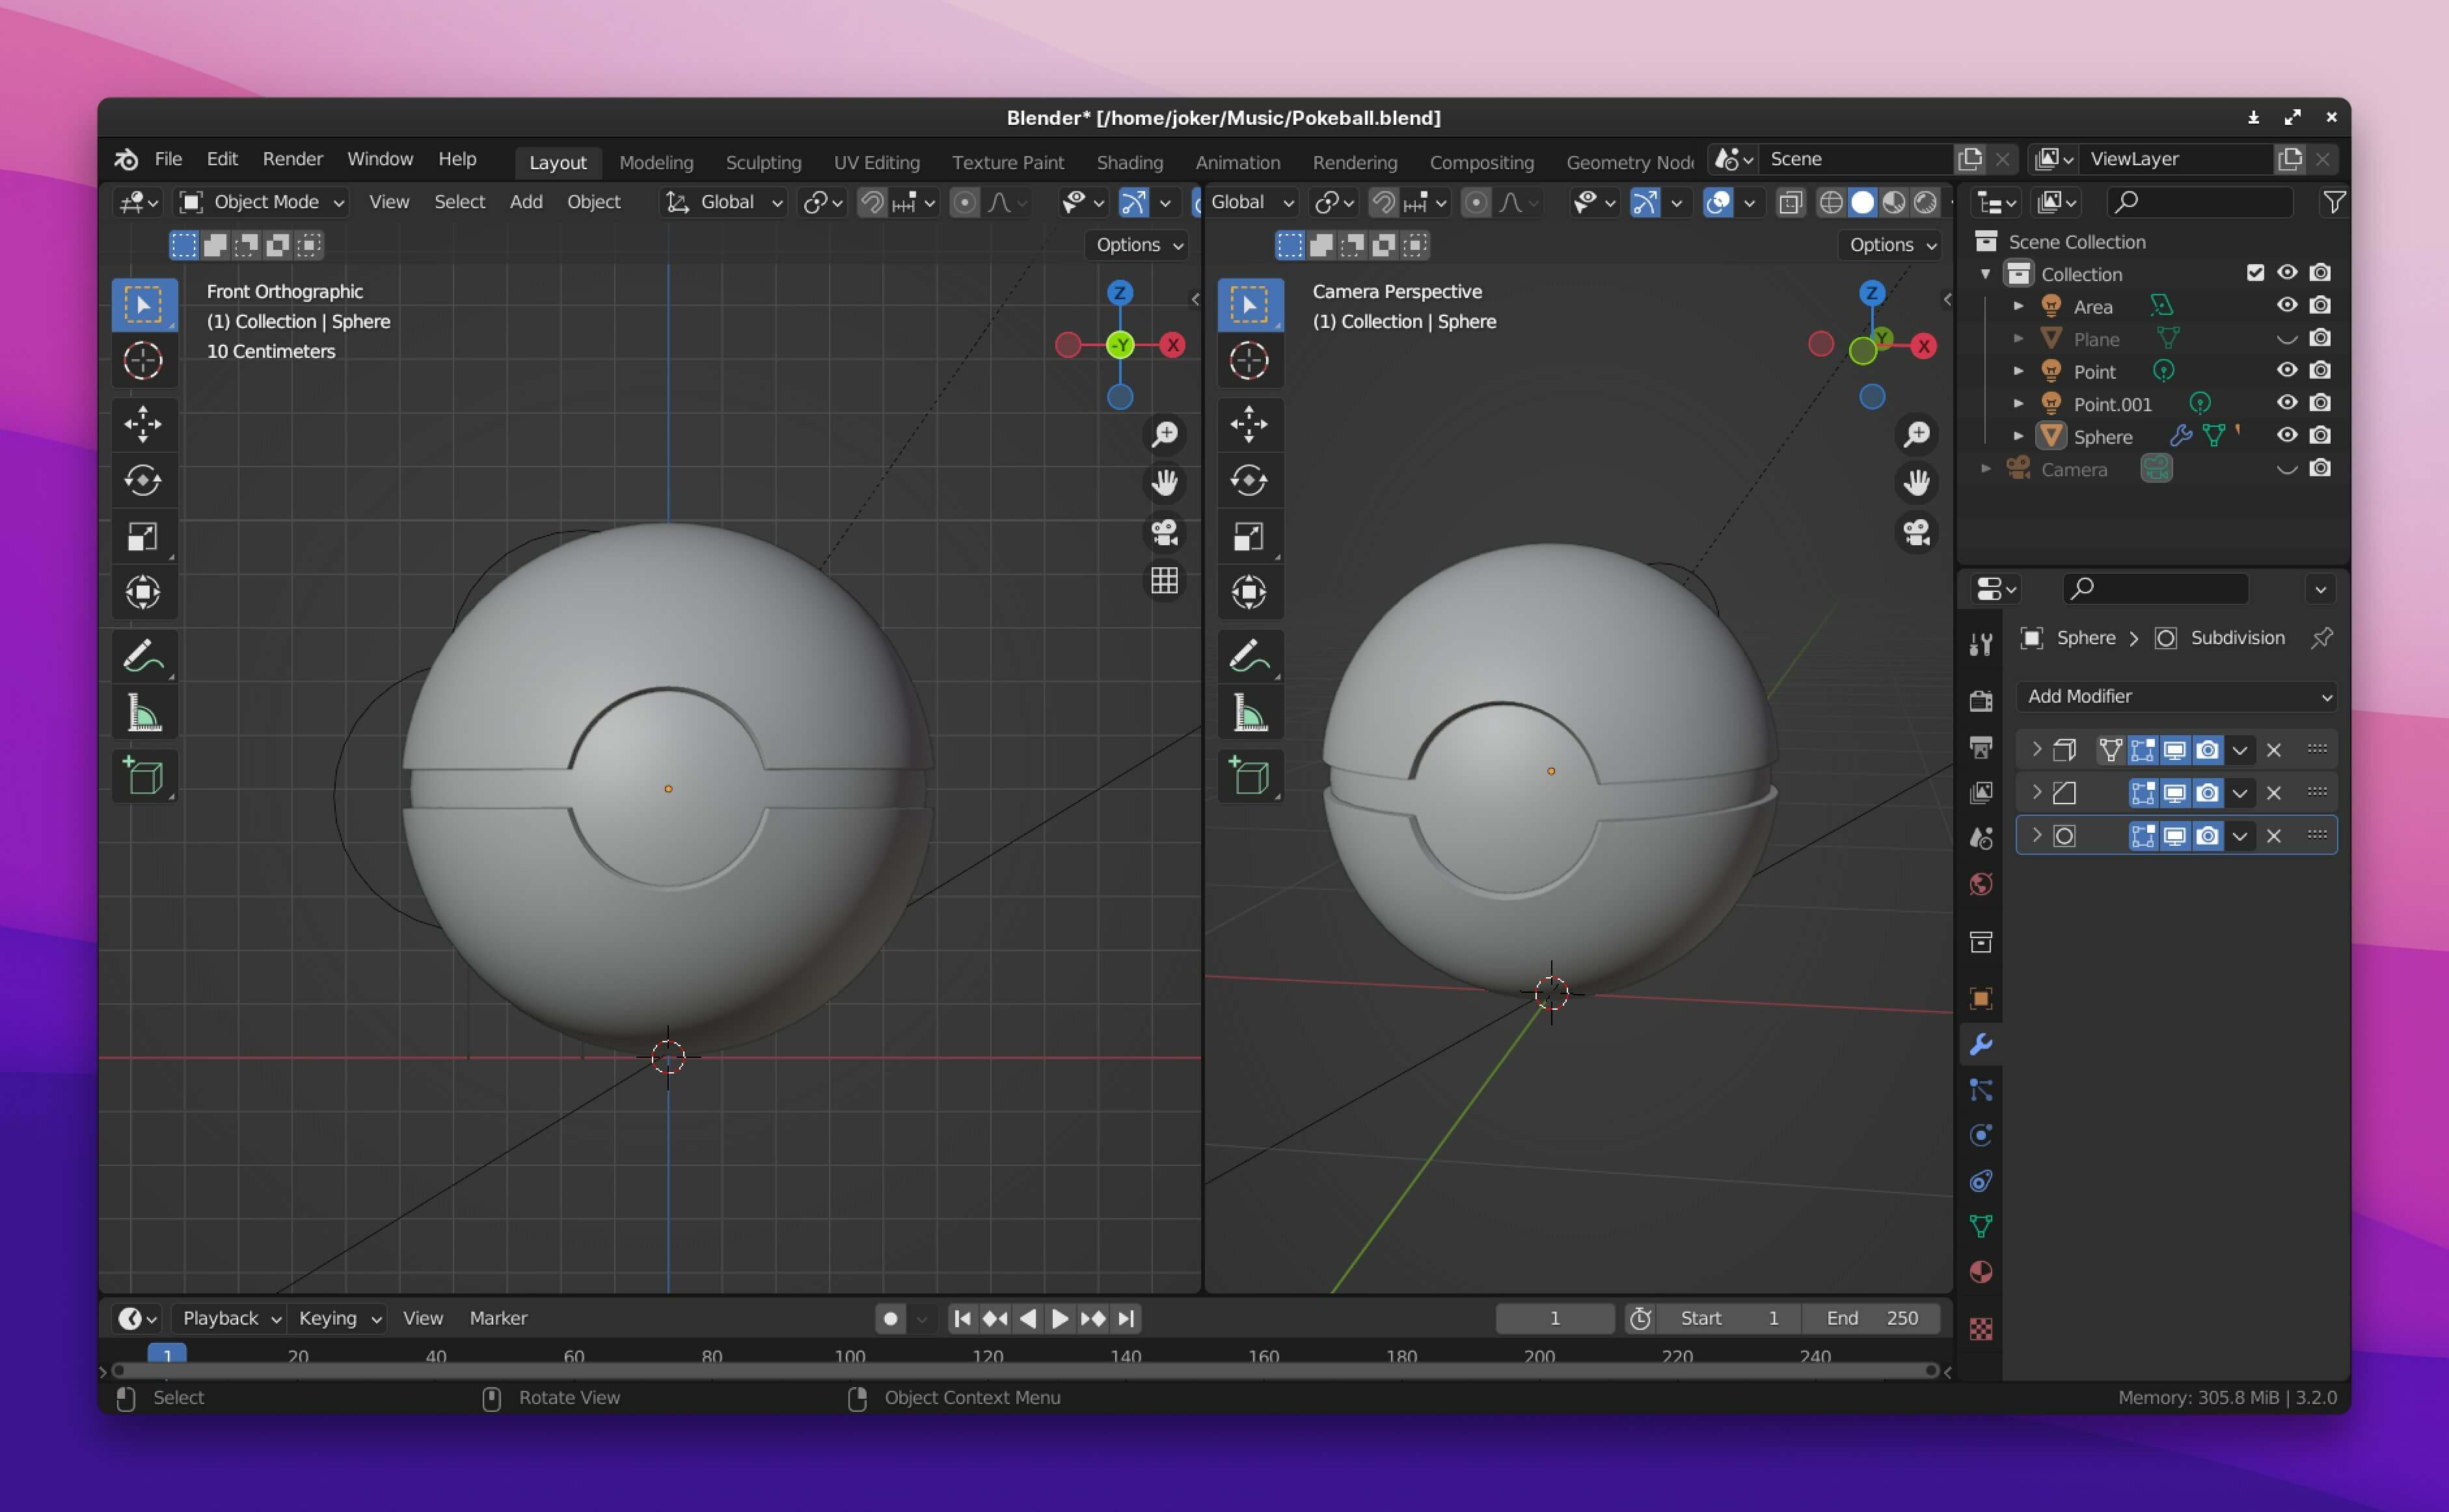 Blender* [/home/joker/Music/Pokeball.blend]
File Edit Render Window Help Layout Modeling Sculpting UV Editing Texture Paint Shading Animation Rendering Compositing Geometry Node Scene ViewLayer
Object Mode View Select Add Object Global
Options
Front Orthographic
(1) Collection | Sphere
10 Centimeters
Z
-Y
X
Global
Options
Camera Perspective
(1) Collection | Sphere
Z
Y
X
Scene Collection
Collection
Area
Plane
Point
Point.001
Sphere
Camera
Sphere > Subdivision
Add Modifier
Playback Keying View Marker 1 Start 1 End 250
1 20 40 60 80 100 120 140 160 180 200 220 240
Select Rotate View Object Context Menu Memory: 305.8 MiB | 3.2.0